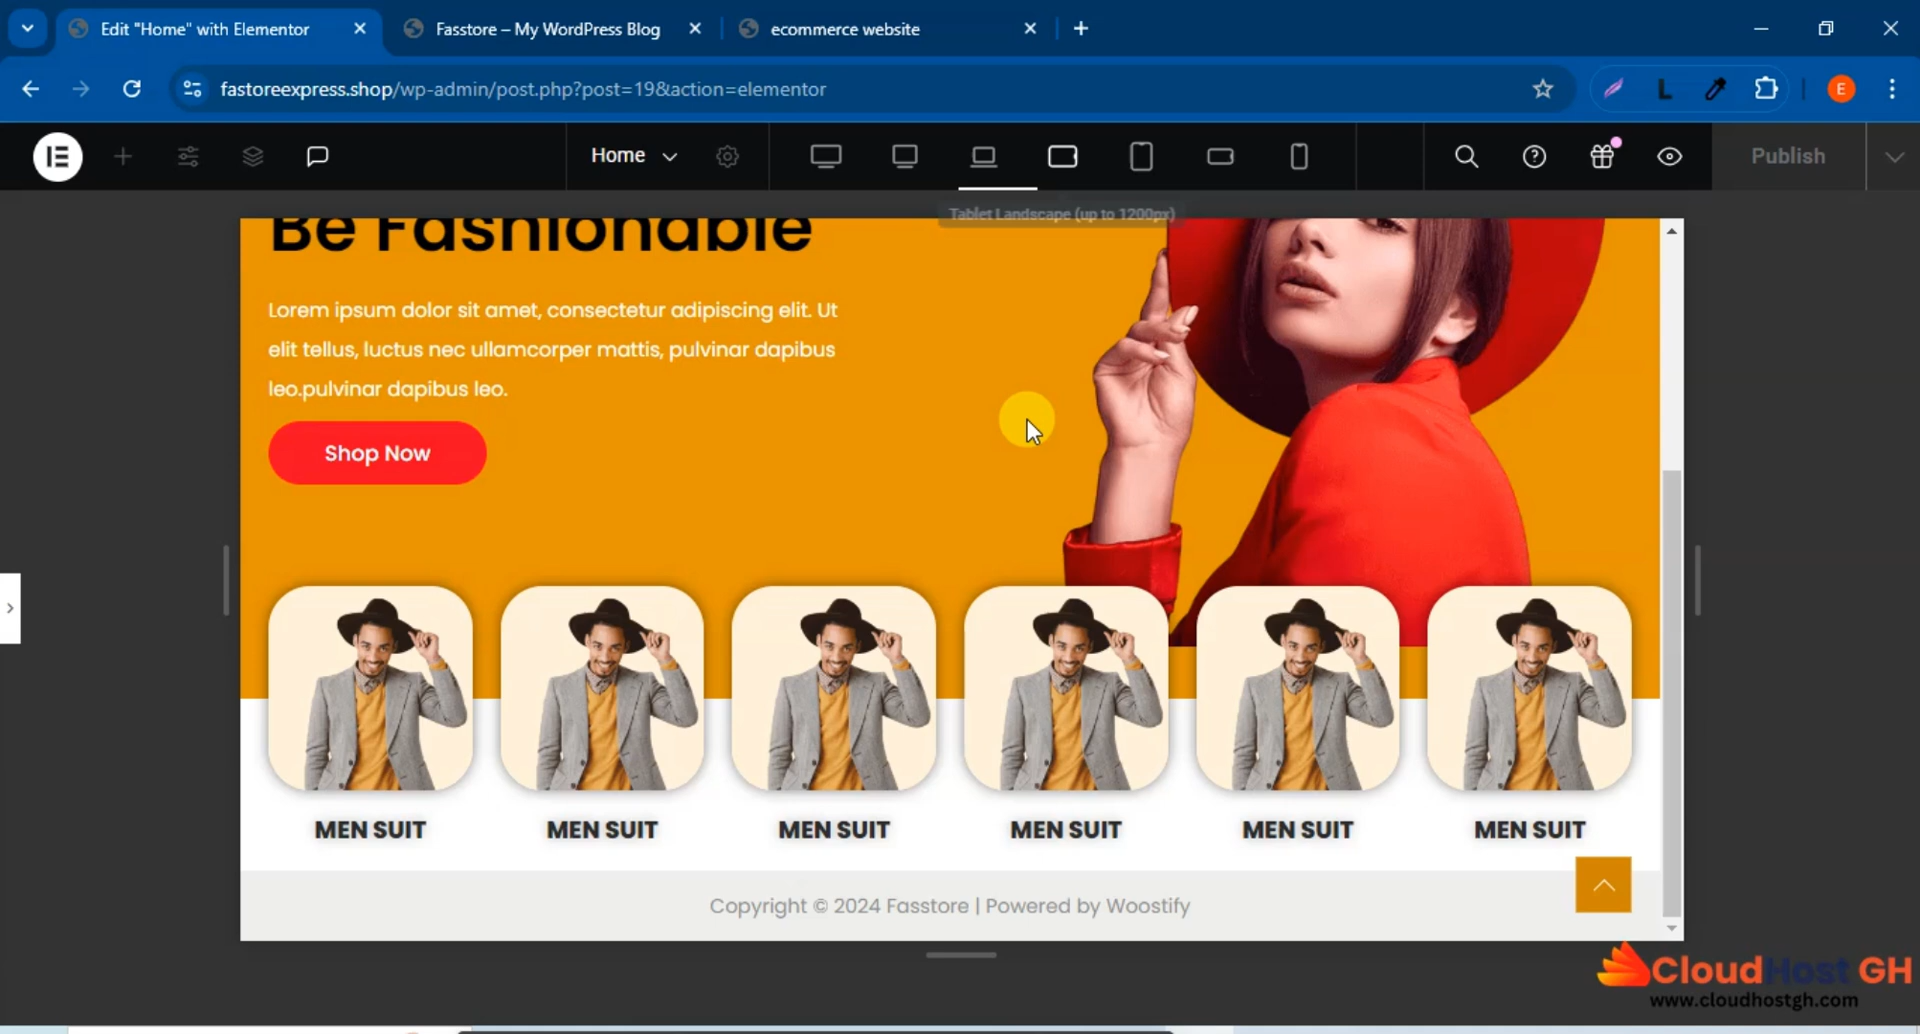 Edit "Home" with Elementor
Fasstore – My WordPress Blog
ecommerce website
fastoreexpress.shop/wp-admin/post.php?post=19&action=elementor
L
E
Home
Publish
Tablet Landscape (up to 1200px)
Be Fashionable
Lorem ipsum dolor sit amet, consectetur adipiscing elit. Ut
elit tellus, luctus nec ullamcorper mattis, pulvinar dapibus
leo.pulvinar dapibus leo.
Shop Now
MEN SUIT
MEN SUIT
MEN SUIT
MEN SUIT
MEN SUIT
MEN SUIT
Copyright © 2024 Fasstore | Powered by Woostify
CloudHost GH
www.cloudhostgh.com